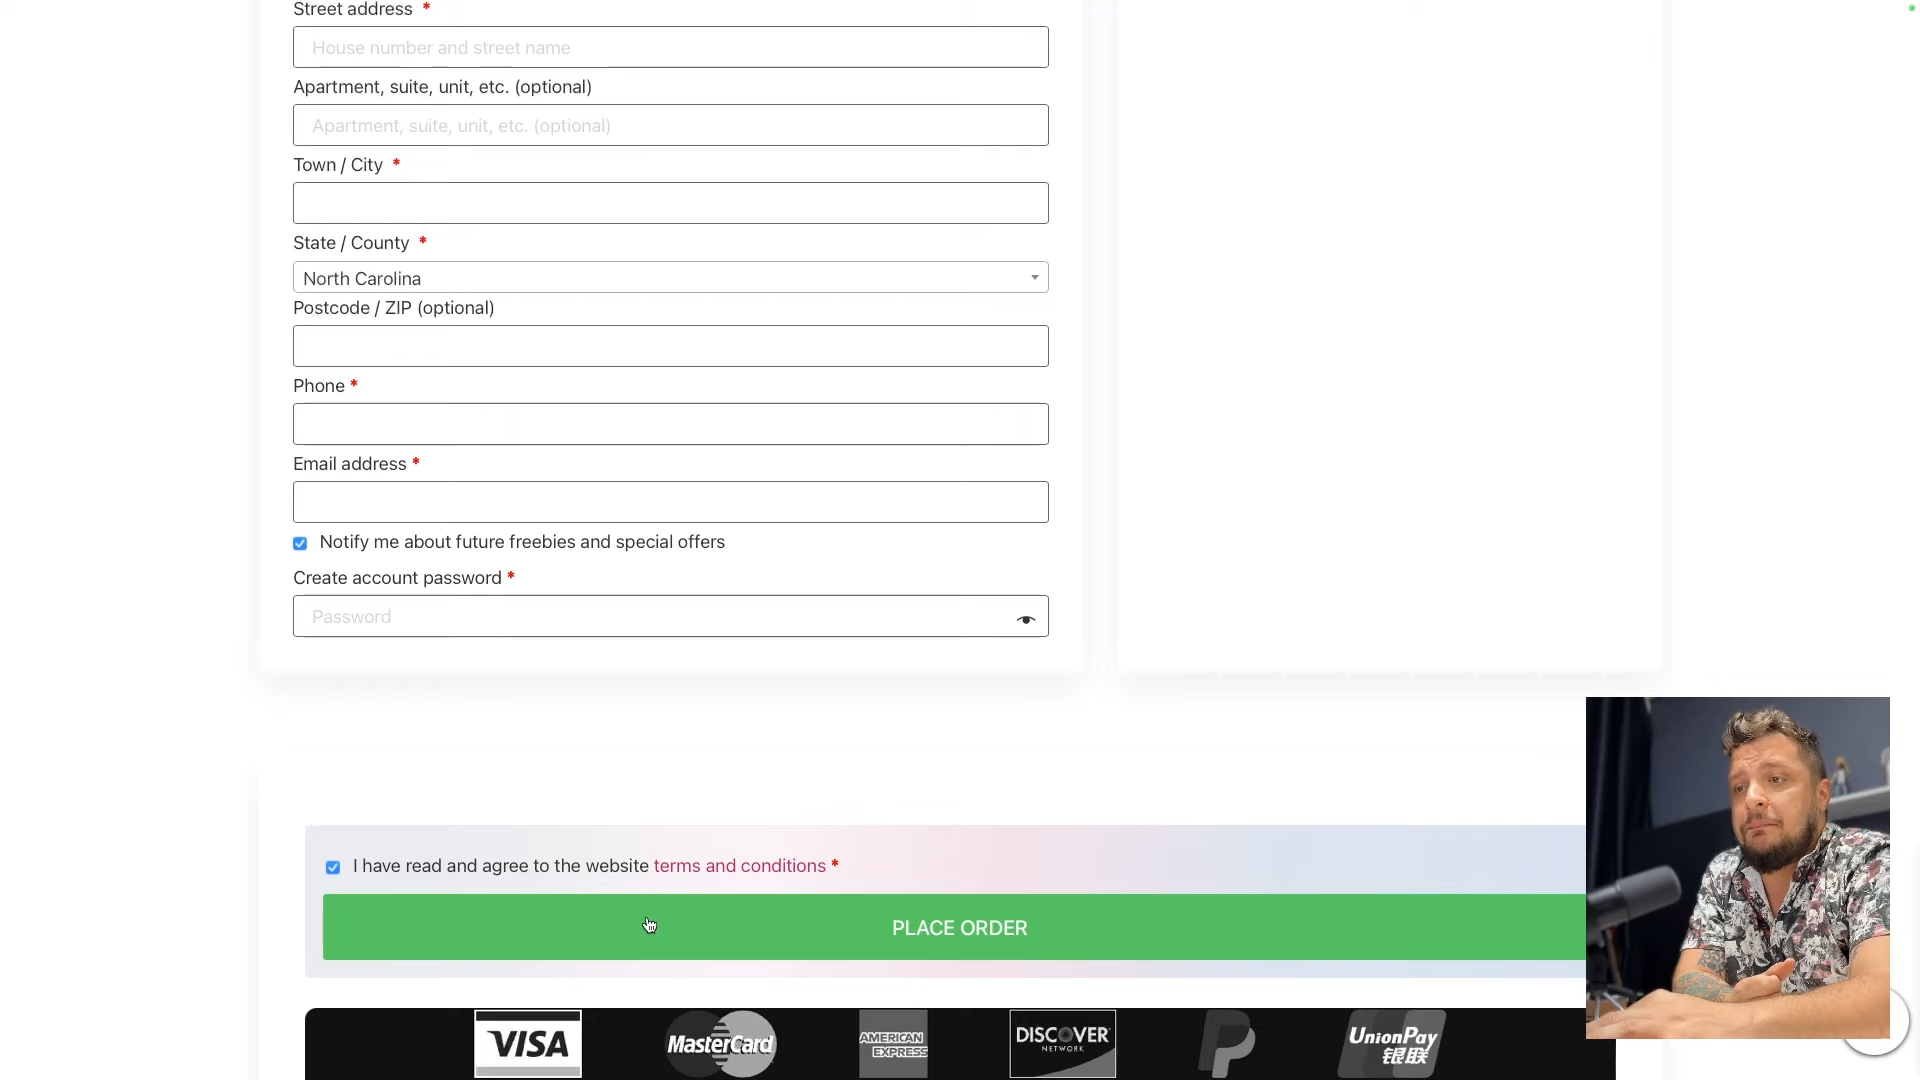 Street address *
House number and street name
Apartment, suite, unit, etc. (optional)
Apartment, suite, unit, etc. (optional)
Town / City *
State / County *
North Carolina
Postcode / ZIP (optional)
Phone *
Email address *
Notify me about future freebies and special offers
Create account password *
Password
I have read and agree to the website terms and conditions *
PLACE ORDER
VISA
MasterCard
AMERICAN
EXPRESS
DISCOVER
NETWORK
UnionPay
银联